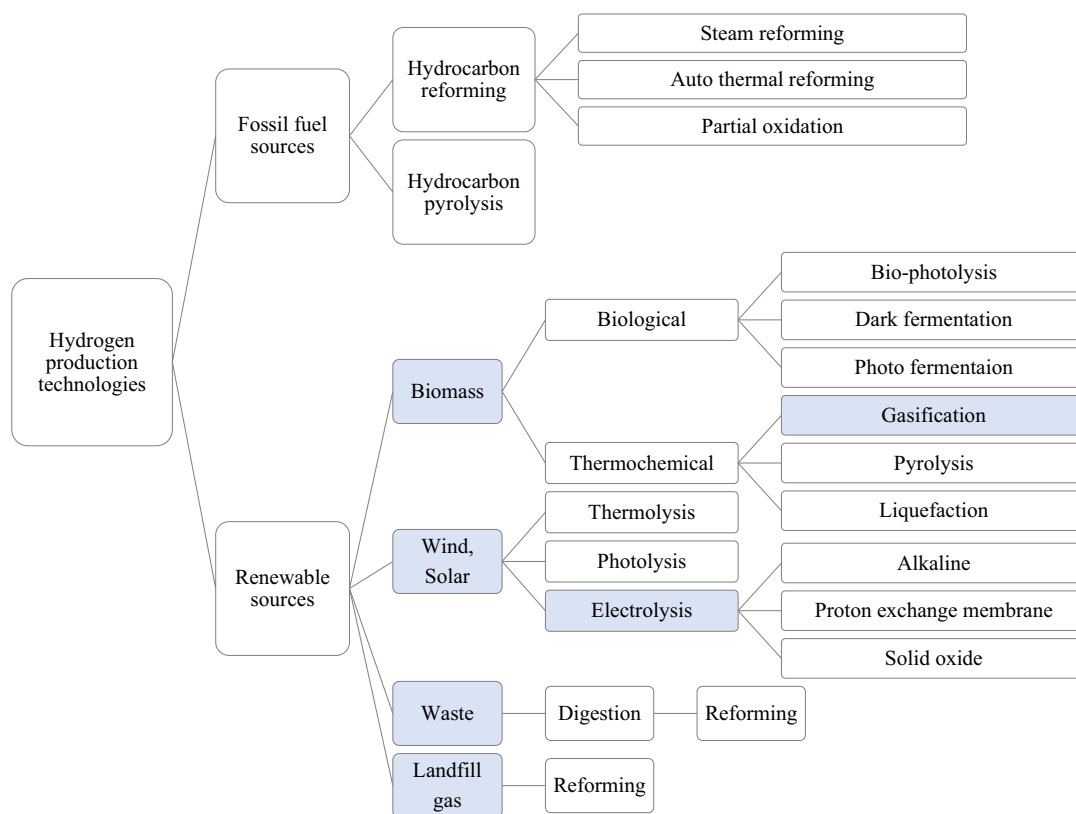 Steam reforming
Hydrocarbon
reforming
Auto thermal reforming
Fossil fuel
sources
Partial oxidation
Hydrocarbon
pyrolysis
Hydrogen
production
technologies
Bio-photolysis
Biological
Dark fermentation
Biomass
Photo fermentaion
Gasification
Thermochemical
Pyrolysis
Liquefaction
Renewable
sources
Thermolysis
Wind,
Solar
Photolysis
Electrolysis
Alkaline
Proton exchange membrane
Solid oxide
Waste
Digestion
Reforming
Landfill
gas
Reforming